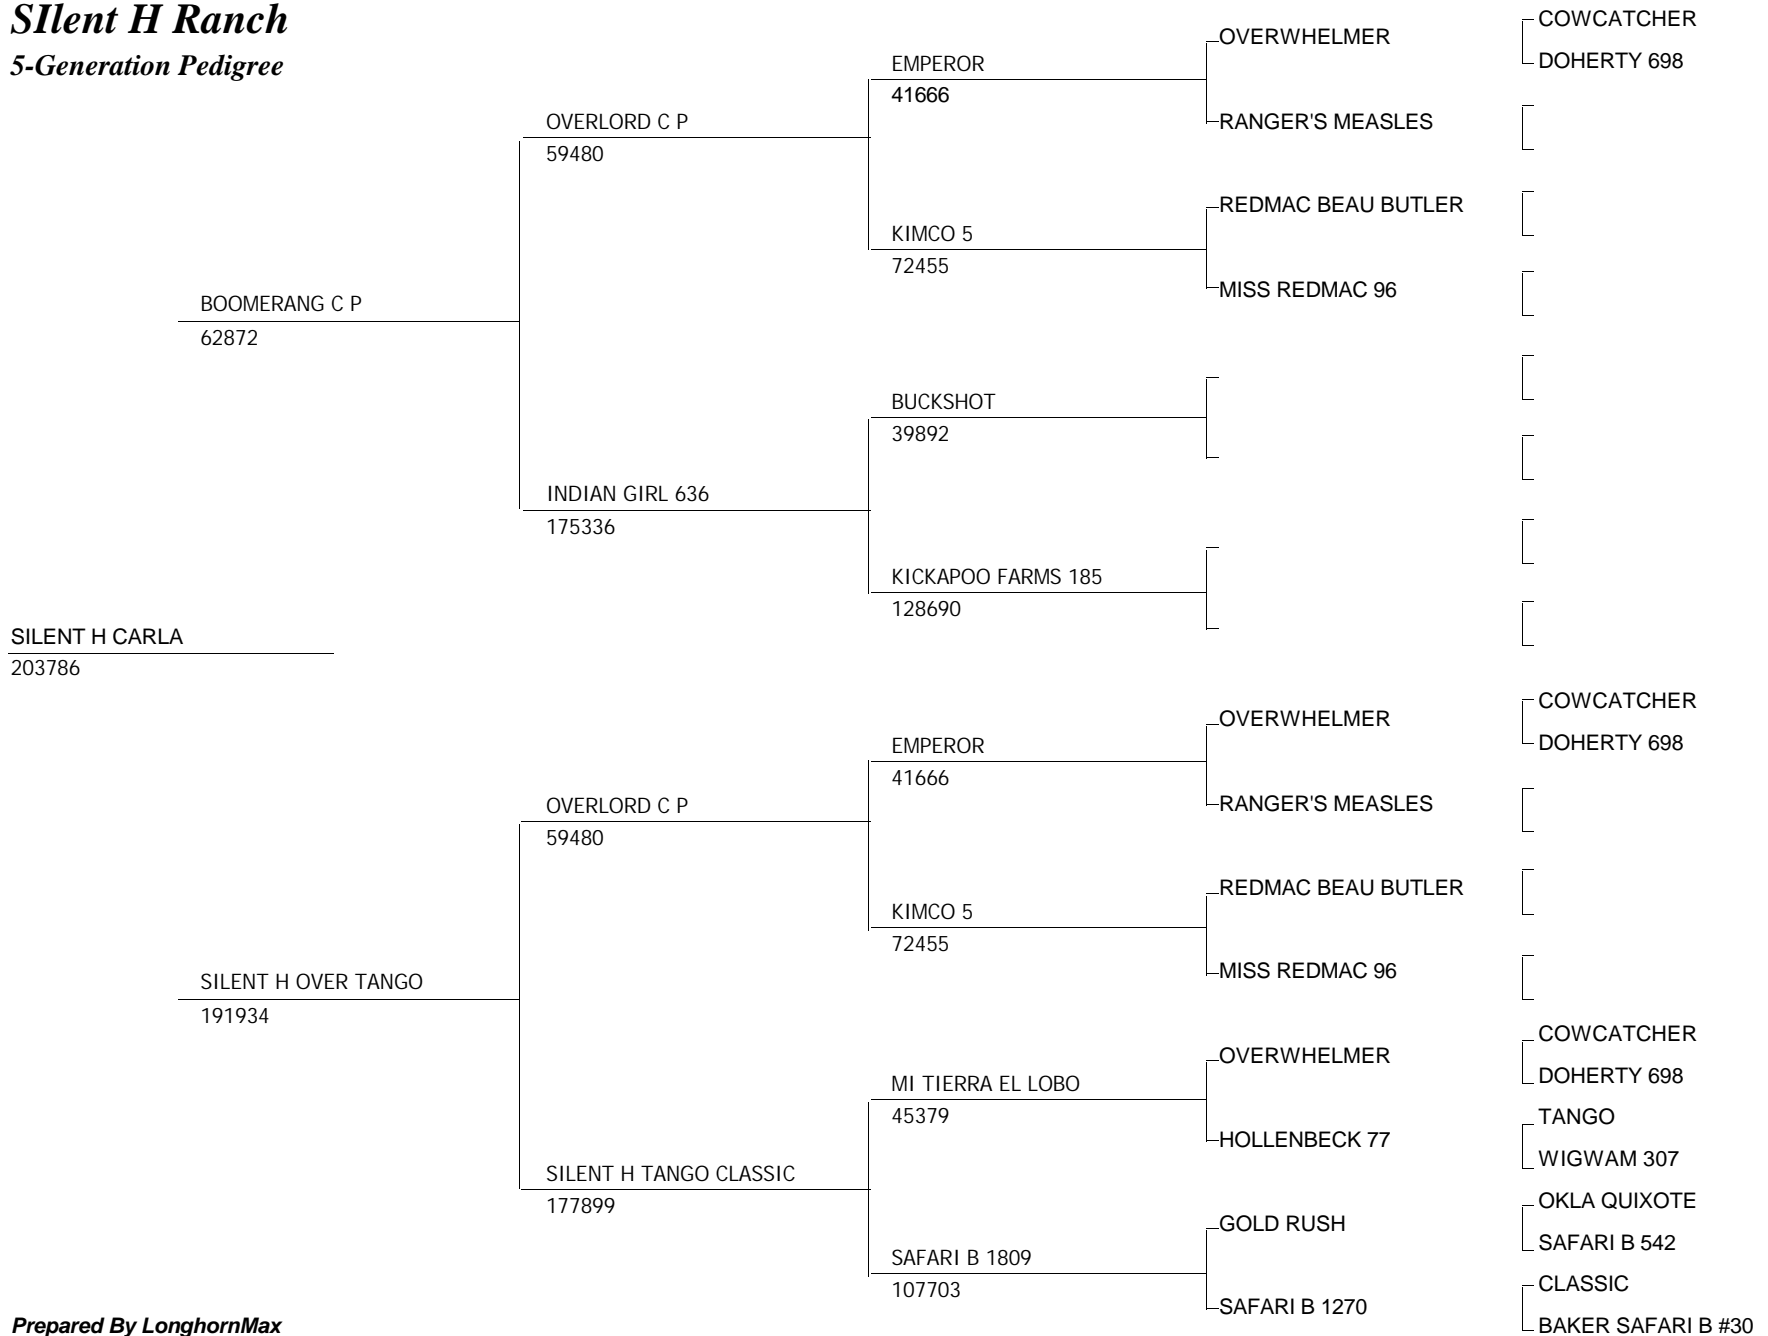 SIlent H Ranch
5-Generation Pedigree
SILENT H CARLA
203786
BOOMERANG C P
62872
OVERLORD C P
59480
EMPEROR
41666
OVERWHELMER
COWCATCHER
DOHERTY 698
RANGER'S MEASLES
KIMCO 5
72455
REDMAC BEAU BUTLER
MISS REDMAC 96
INDIAN GIRL 636
175336
BUCKSHOT
39892
KICKAPOO FARMS 185
128690
SILENT H OVER TANGO
191934
OVERLORD C P
59480
EMPEROR
41666
OVERWHELMER
COWCATCHER
DOHERTY 698
RANGER'S MEASLES
KIMCO 5
72455
REDMAC BEAU BUTLER
MISS REDMAC 96
SILENT H TANGO CLASSIC
177899
MI TIERRA EL LOBO
45379
OVERWHELMER
COWCATCHER
DOHERTY 698
HOLLENBECK 77
TANGO
WIGWAM 307
SAFARI B 1809
107703
GOLD RUSH
OKLA QUIXOTE
SAFARI B 542
SAFARI B 1270
CLASSIC
BAKER SAFARI B #30
Prepared By LonghornMax